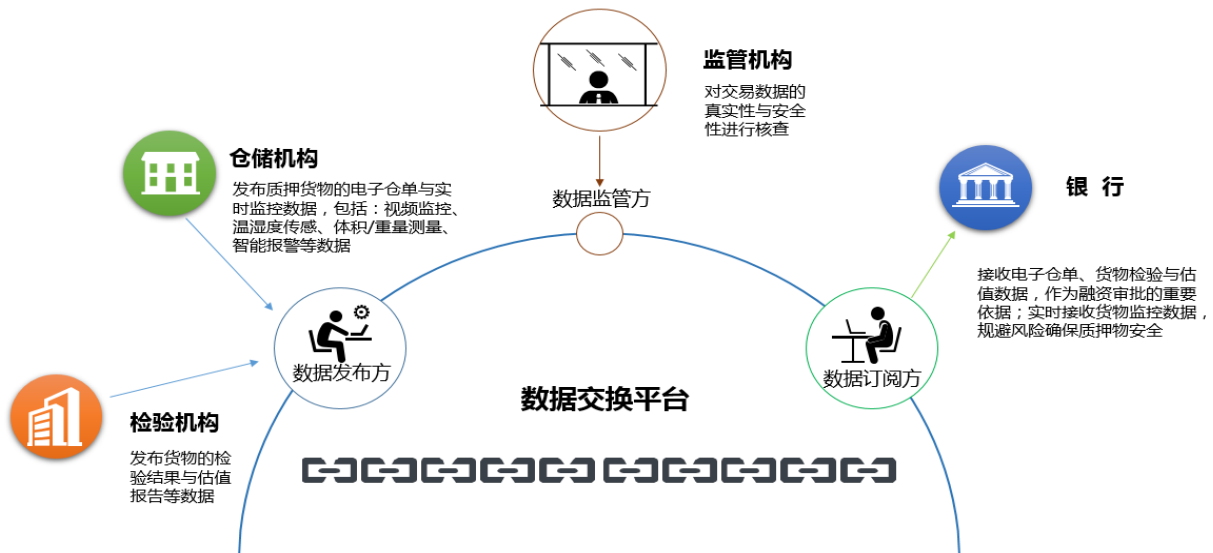 监管机构
对交易数据的
真实性与安全
性进行核查
数据监管方
仓储机构
发布质押货物的电子仓单与实
时监控数据，包括：视频监控、
温湿度传感、体积/重量测量、
智能报警等数据
银 行
接收电子仓单、货物检验与估
值数据，作为融资审批的重要
依据；实时接收货物监控数据，
规避风险确保质押物安全
数据发布方
数据订阅方
数据交换平台
检验机构
发布货物的检
验结果与估值
报告等数据